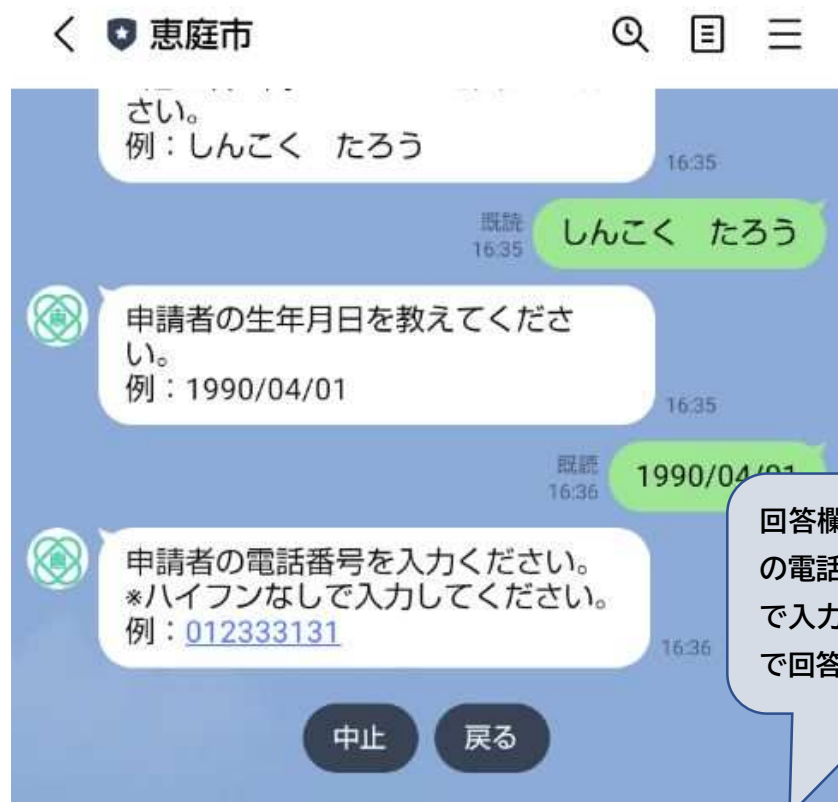 恵庭市
さい。
例：しんこく　たろう
16:35
既読
16:35
しんこく　たろう
申請者の生年月日を教えてくださ
い。
例：1990/04/01
16:35
既読
16:36
1990/04/01
申請者の電話番号を入力ください。
※ハイフンなしで入力してください。
例：012333131
16:36
回答欄
の電話
で入力
で回答
中止
戻る